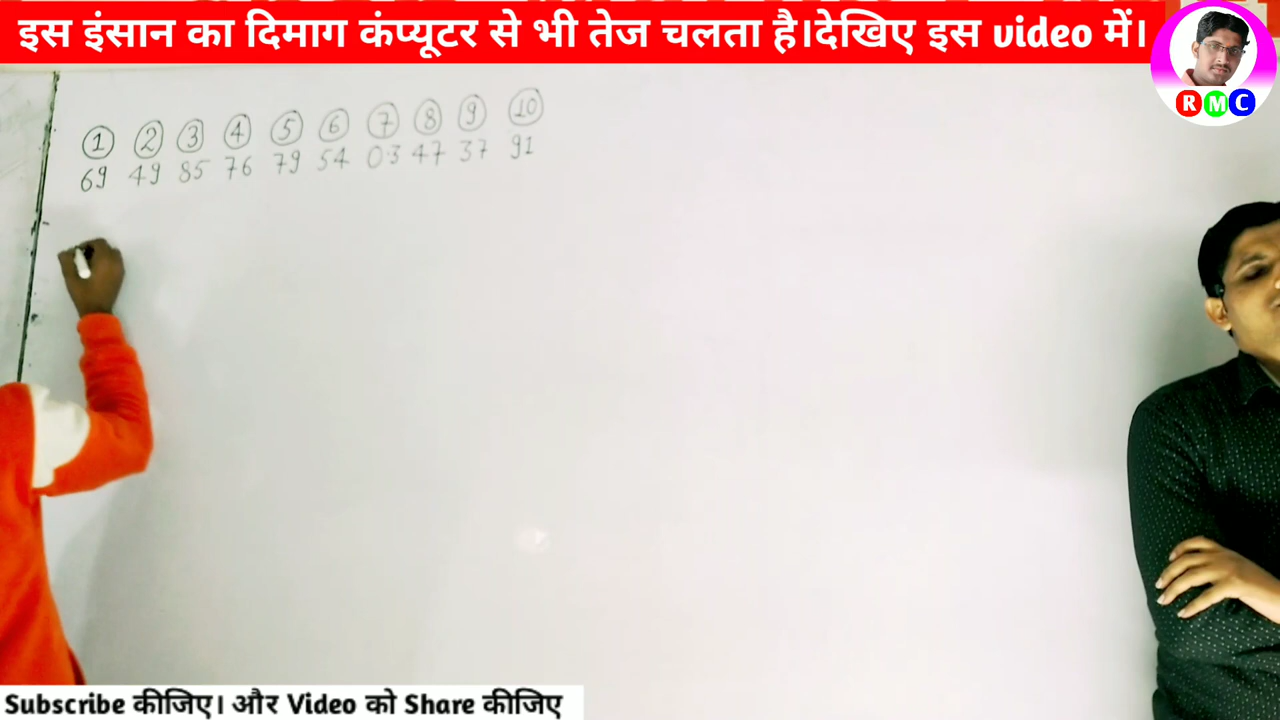 इस इंसान का दिमाग कंप्यूटर से भी तेज चलता है।देखिए इस video में।
R M C
1 2 3 4 5 6 7 8 9 10
69 49 85 76 79 54 03 47 37 91
Subscribe कीजिए। और Video को Share कीजिए